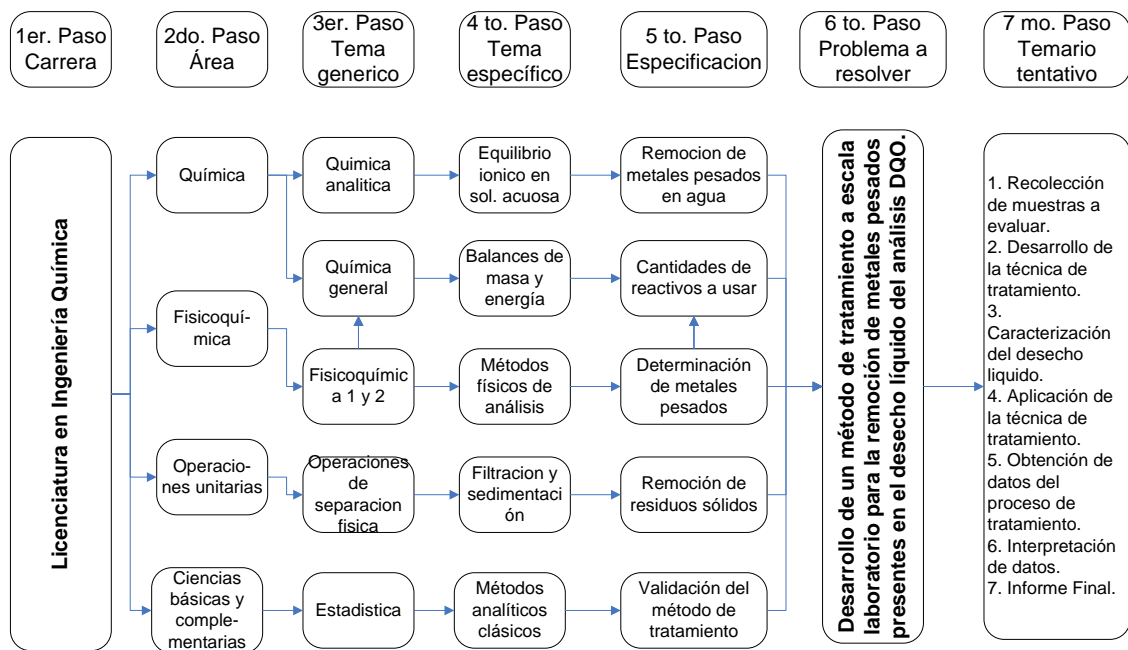 1er. Paso
Carrera
2do. Paso
Área
3er. Paso
Tema
generico
4 to. Paso
Tema
específico
5 to. Paso
Especificacion
6 to. Paso
Problema a
resolver
7 mo. Paso
Temario
tentativo
Licenciatura en Ingeniería Química
Química
Fisicoquí-
mica
Operacio-
nes unitarias
Ciencias
básicas y
comple-
mentarias
Quimica
analitica
Química
general
Fisicoquímic
a 1 y 2
Operaciones
de
separacion
fisica
Estadistica
Equilibrio
ionico en
sol. acuosa
Balances de
masa y
energía
Métodos
físicos de
análisis
Filtracion y
sedimentaci
ón
Métodos
analíticos
clásicos
Remocion de
metales pesados
en agua
Cantidades de
reactivos a usar
Determinación de
metales pesados
Remoción de
residuos sólidos
Validación del
método de
tratamiento
Desarrollo de un método de tratamiento a escala
laboratorio para la remoción de metales pesados
presentes en el desecho líquido del análisis DQO.
1. Recolección
de muestras a
evaluar.
2. Desarrollo de
la técnica de
tratamiento.
3.
Caracterización
del desecho
liquido.
4. Aplicación de
la técnica de
tratamiento.
5. Obtención de
datos del
proceso de
tratamiento.
6. Interpretación
de datos.
7. Informe Final.